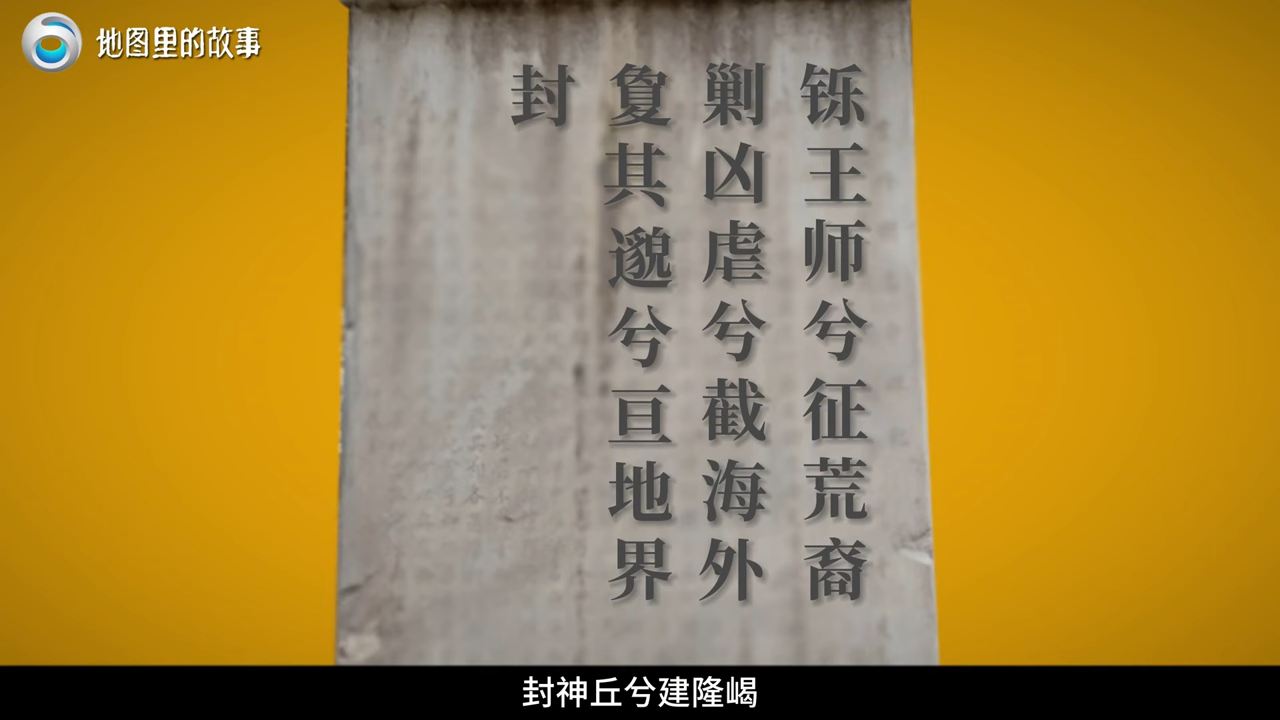 地图里的故事
铄王师兮征荒裔
剿凶虐兮截海外
敻其邈兮亘地界
封
封神丘兮建隆嵑